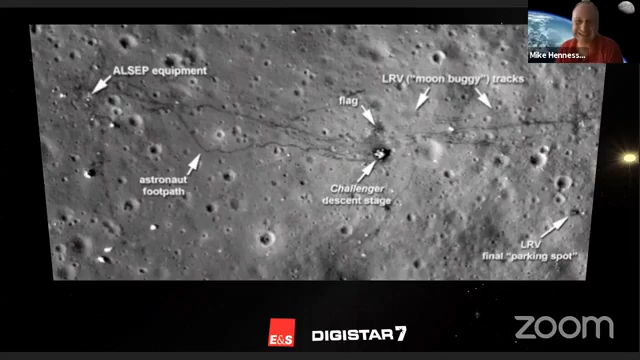 Mike Henness...
ALSEP equipment
LRV ("moon buggy") tracks
flag
astronaut
footpath
Challenger
descent stage
LRV
final "parking spot"
E&S
DIGISTAR 7
zoom